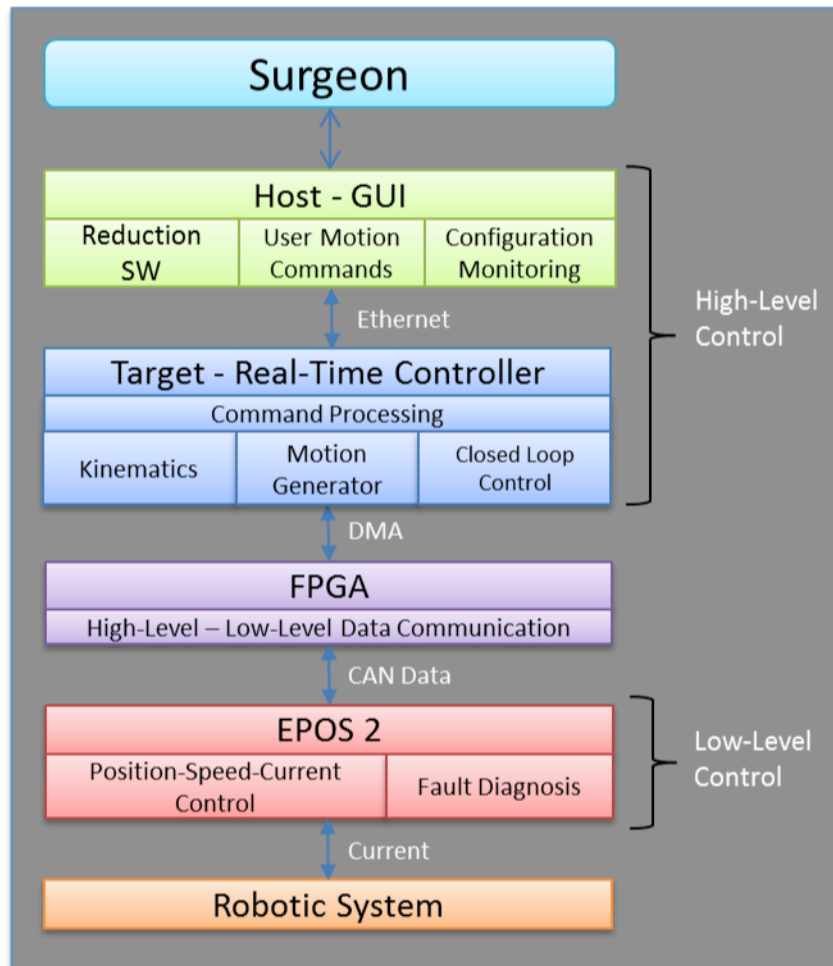 Surgeon
Host - GUI
Reduction
SW
User Motion
Commands
Configuration
Monitoring
Ethernet
High-Level
Control
Target - Real-Time Controller
Command Processing
Kinematics
Motion
Generator
Closed Loop
Control
DMA
FPGA
High-Level – Low-Level Data Communication
CAN Data
EPOS 2
Position-Speed-Current
Control
Fault Diagnosis
Low-Level
Control
Current
Robotic System